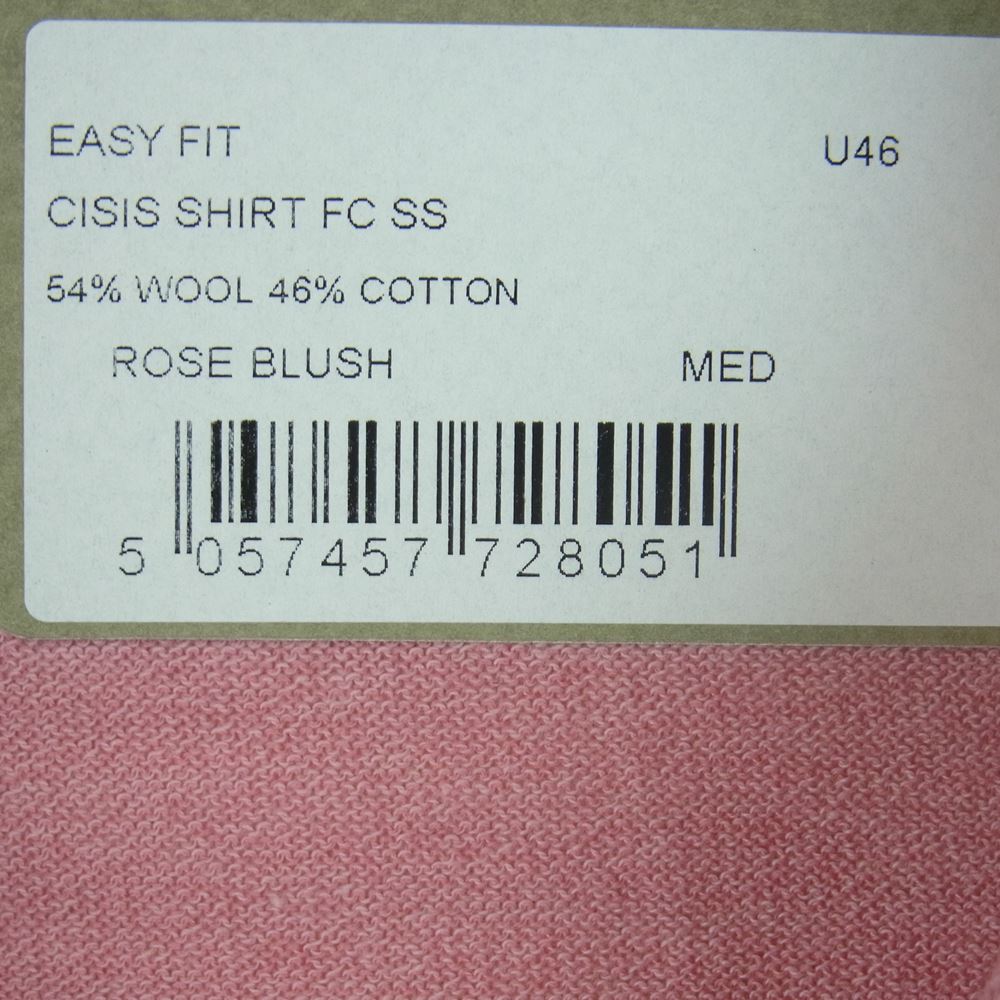 EASY FIT U46
CISIS SHIRT FC SS
54% WOOL 46% COTTON
ROSE BLUSH MED
5 057457 728051